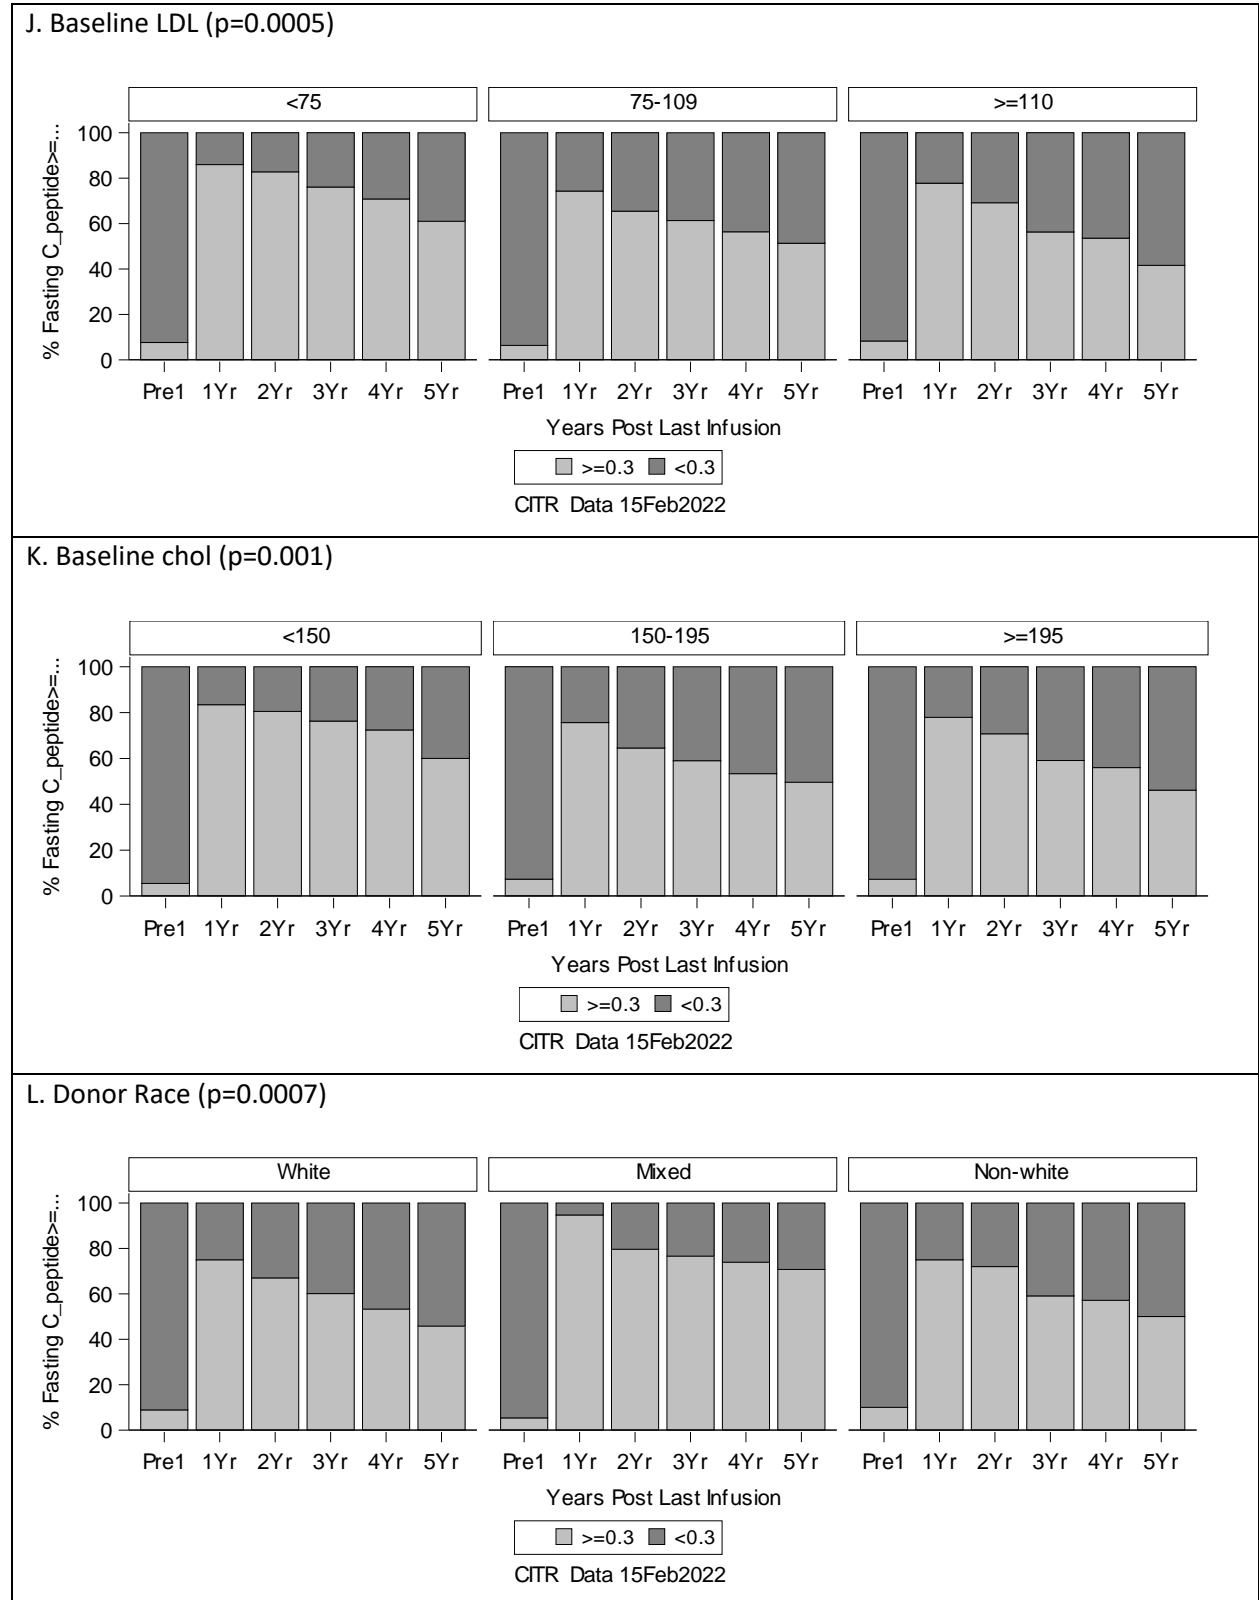 J. Baseline LDL (p=0.0005)
<75 75-109 >=110
% Fasting C_peptide>=...
100
80
60
40
20
0
Pre1 1Yr 2Yr 3Yr 4Yr 5Yr Pre1 1Yr 2Yr 3Yr 4Yr 5Yr Pre1 1Yr 2Yr 3Yr 4Yr 5Yr
Years Post Last Infusion
>=0.3 <0.3
CITR Data 15Feb2022
K. Baseline chol (p=0.001)
<150 150-195 >=195
% Fasting C_peptide>=...
100
80
60
40
20
0
Pre1 1Yr 2Yr 3Yr 4Yr 5Yr Pre1 1Yr 2Yr 3Yr 4Yr 5Yr Pre1 1Yr 2Yr 3Yr 4Yr 5Yr
Years Post Last Infusion
>=0.3 <0.3
CITR Data 15Feb2022
L. Donor Race (p=0.0007)
White Mixed Non-white
% Fasting C_peptide>=...
100
80
60
40
20
0
Pre1 1Yr 2Yr 3Yr 4Yr 5Yr Pre1 1Yr 2Yr 3Yr 4Yr 5Yr Pre1 1Yr 2Yr 3Yr 4Yr 5Yr
Years Post Last Infusion
>=0.3 <0.3
CITR Data 15Feb2022